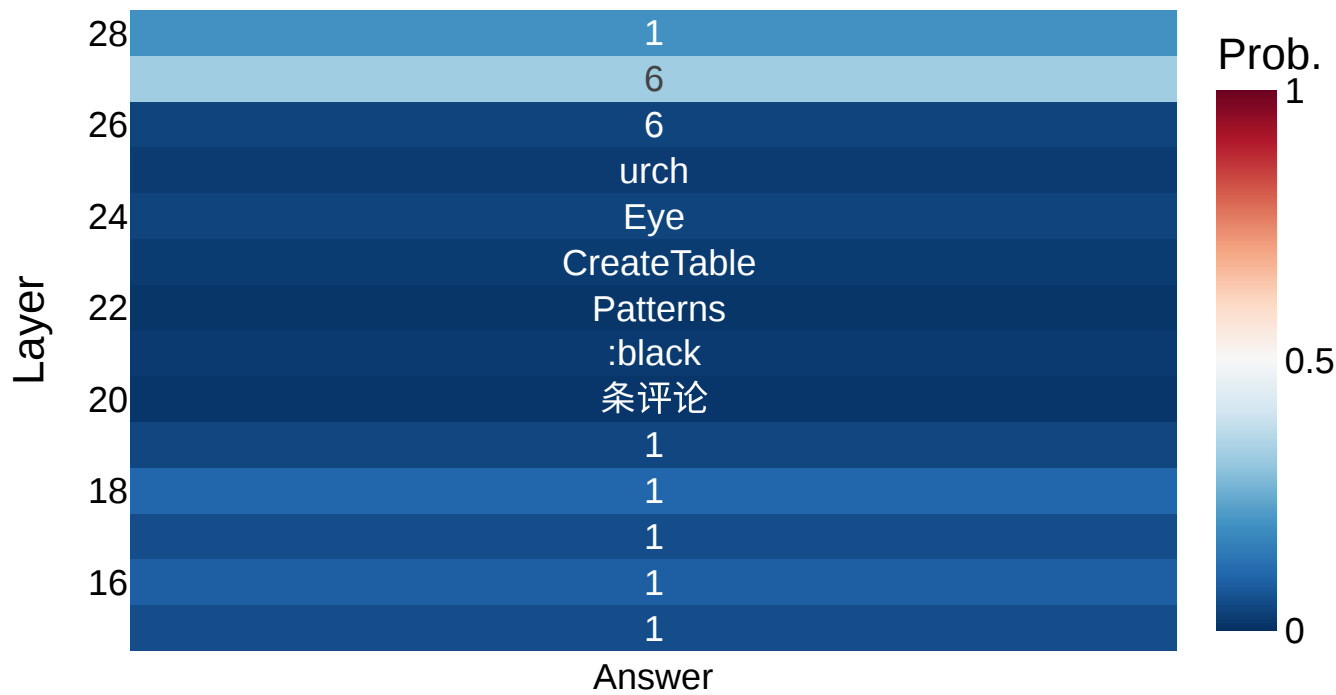 28 1
6
26 6
urch
24 Eye
CreateTable
22 Patterns
:black
20 条评论
1
18 1
1
16 1
1
Answer
Layer
Prob.
1
0.5
0